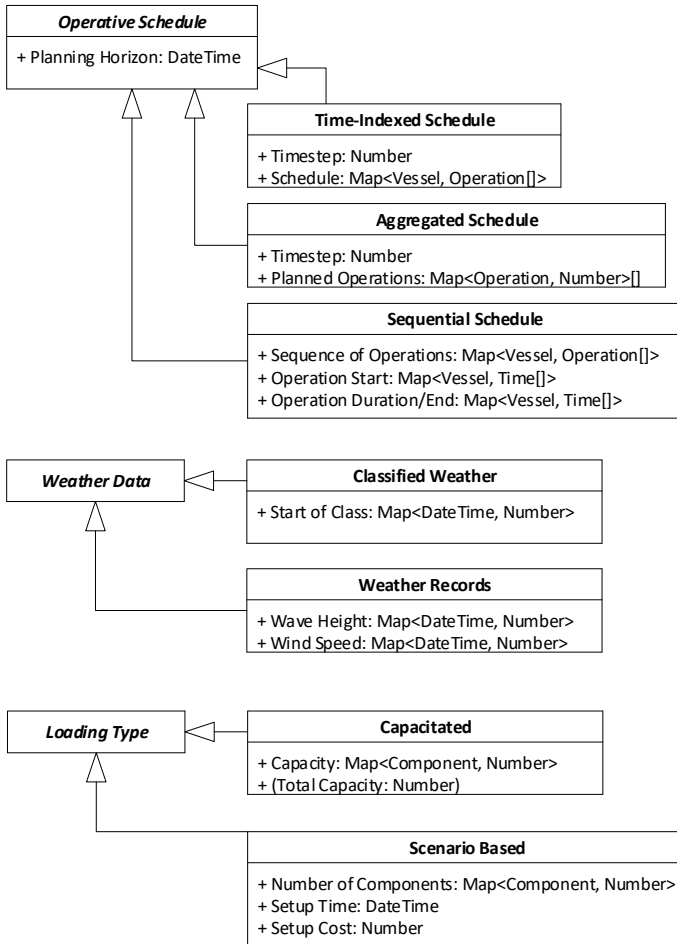 Operative Schedule
+ Planning Horizon: DateTime
Time-Indexed Schedule
+ Timestep: Number
+ Schedule: Map<Vessel, Operation[]>
Aggregated Schedule
+ Timestep: Number
+ Planned Operations: Map<Operation, Number>[]
Sequential Schedule
+ Sequence of Operations: Map<Vessel, Operation[]>
+ Operation Start: Map<Vessel, Time[]>
+ Operation Duration/End: Map<Vessel, Time[]>
Weather Data
Classified Weather
+ Start of Class: Map<DateTime, Number>
Weather Records
+ Wave Height: Map<DateTime, Number>
+ Wind Speed: Map<DateTime, Number>
Loading Type
Capacitated
+ Capacity: Map<Component, Number>
+ (Total Capacity: Number)
Scenario Based
+ Number of Components: Map<Component, Number>
+ Setup Time: DateTime
+ Setup Cost: Number